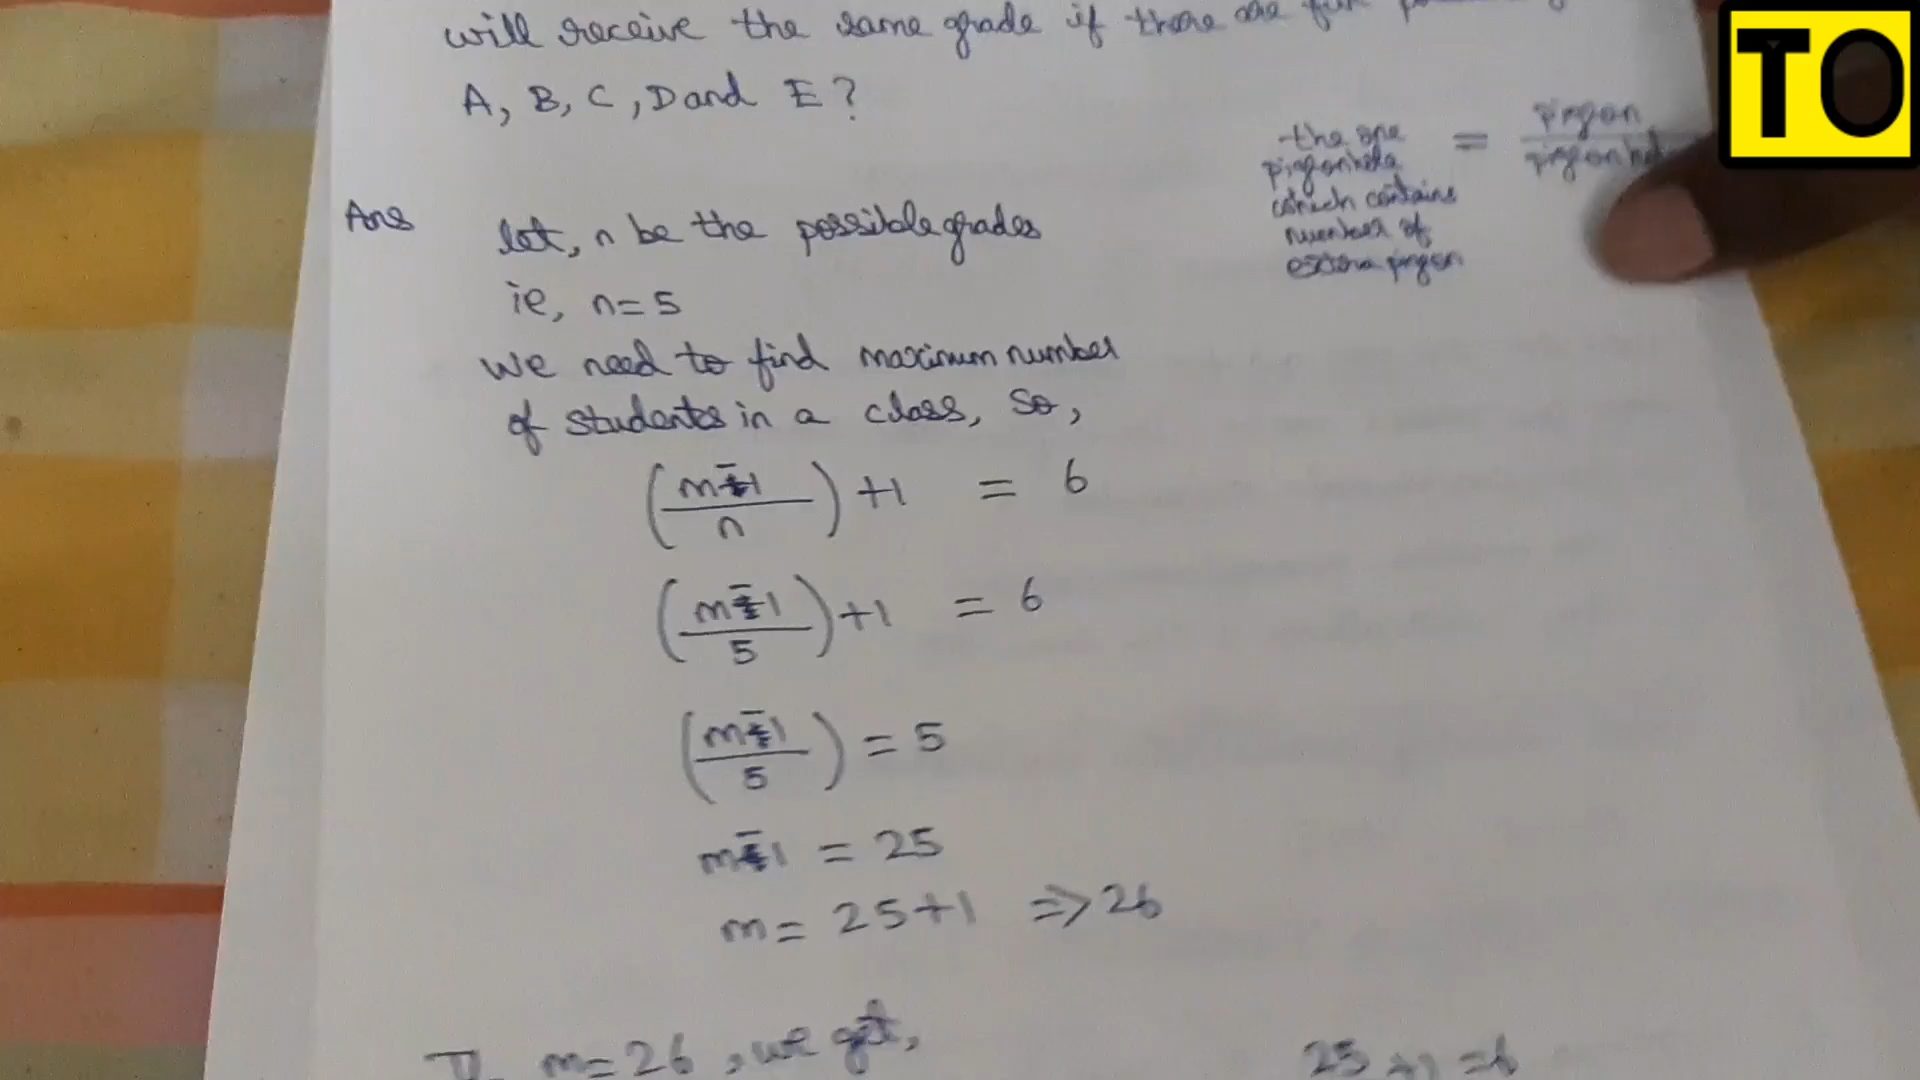 will receive the same grade if there are
A, B, C, D and E?
TO
the one
pigeonhole
which contains
number of
extra pigeon
= pigeon
Ans let, n be the possible grades
ie, n=5
We need to find maximum number
of students in a class, so,
(m-1/n)+1 = 6
(m-1/5)+1 = 6
(m-1/5) = 5
m-1 = 25
m= 25+1 => 26
m=26, we get,
25 +1 =6